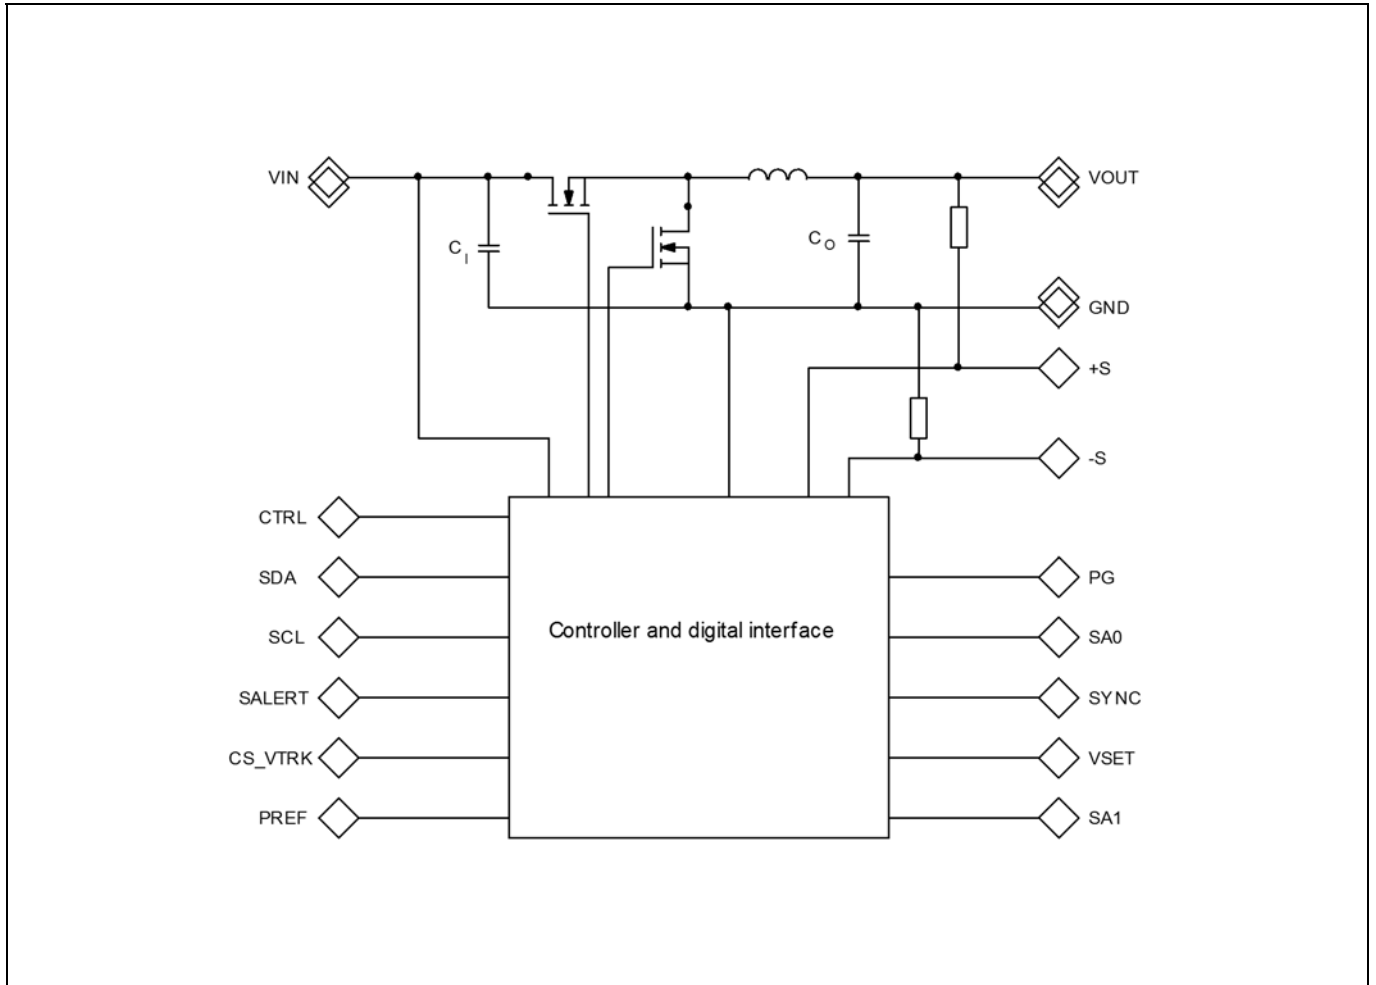 VIN
VOUT
C I
C O
GND
+S
-S
CTRL
SDA
PG
Controller and digital interface
SCL
SA0
SALERT
SYNC
CS_VTRK
VSET
PREF
SA1